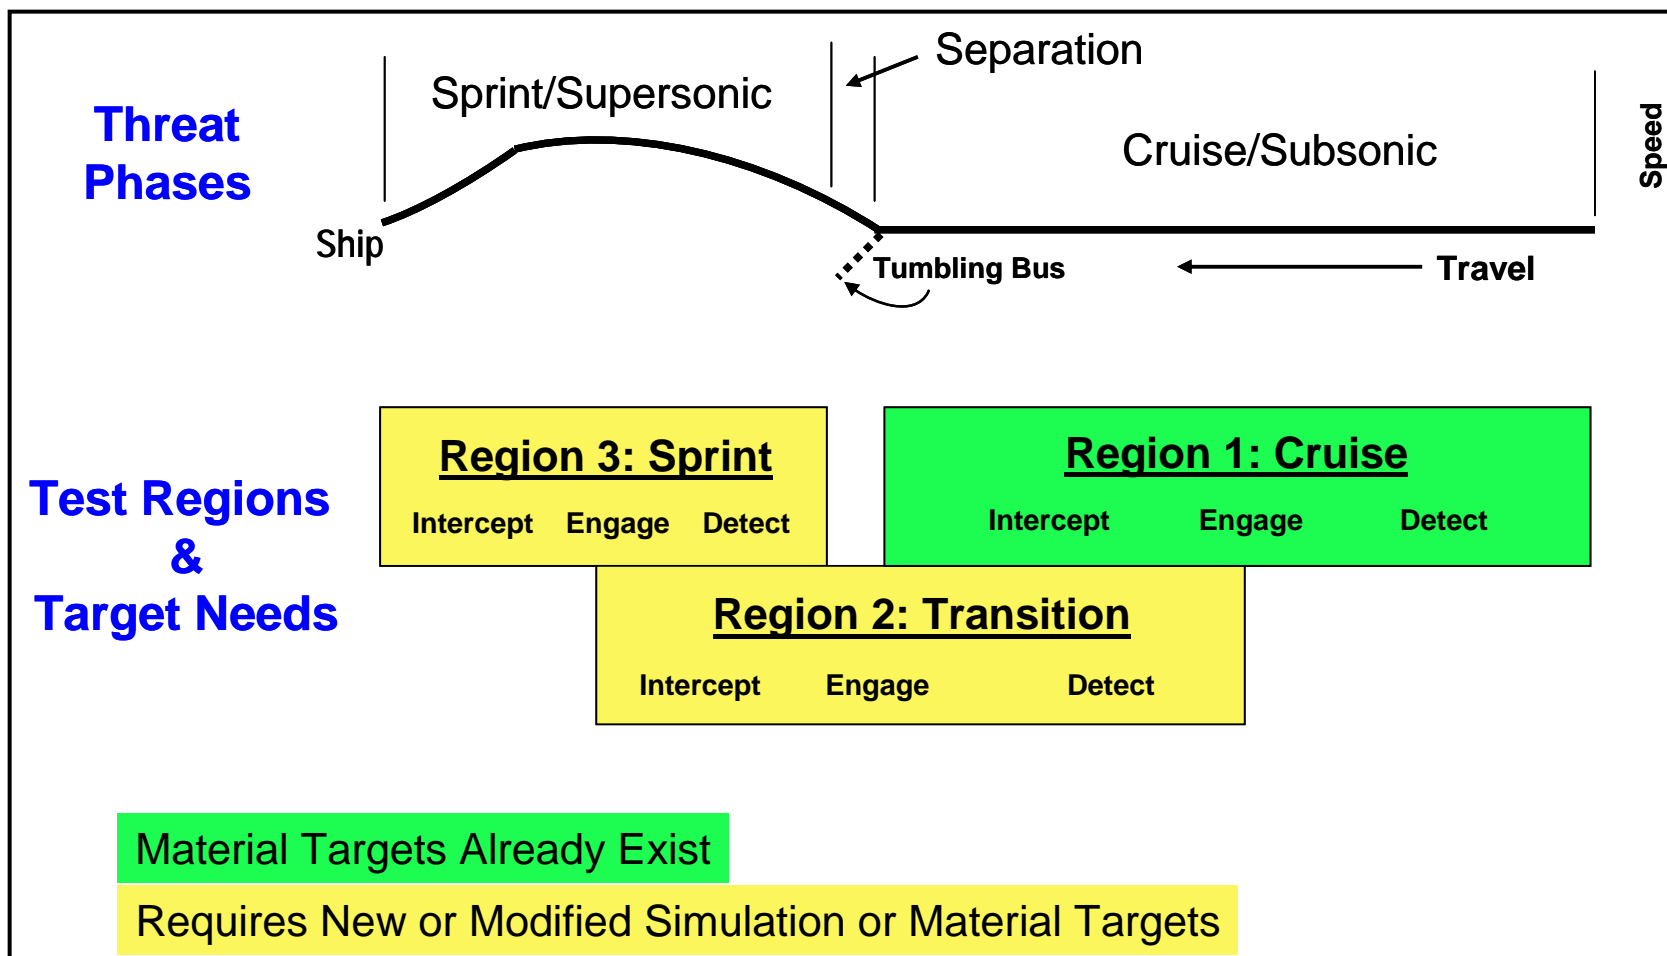 Separation
Sprint/Supersonic
Threat
Phases
Cruise/Subsonic
Speed
Ship
Tumbling Bus
Travel
Region 3: Sprint
Intercept Engage Detect
Region 1: Cruise
Intercept Engage Detect
Test Regions
&
Target Needs
Region 2: Transition
Intercept Engage Detect
Material Targets Already Exist
Requires New or Modified Simulation or Material Targets